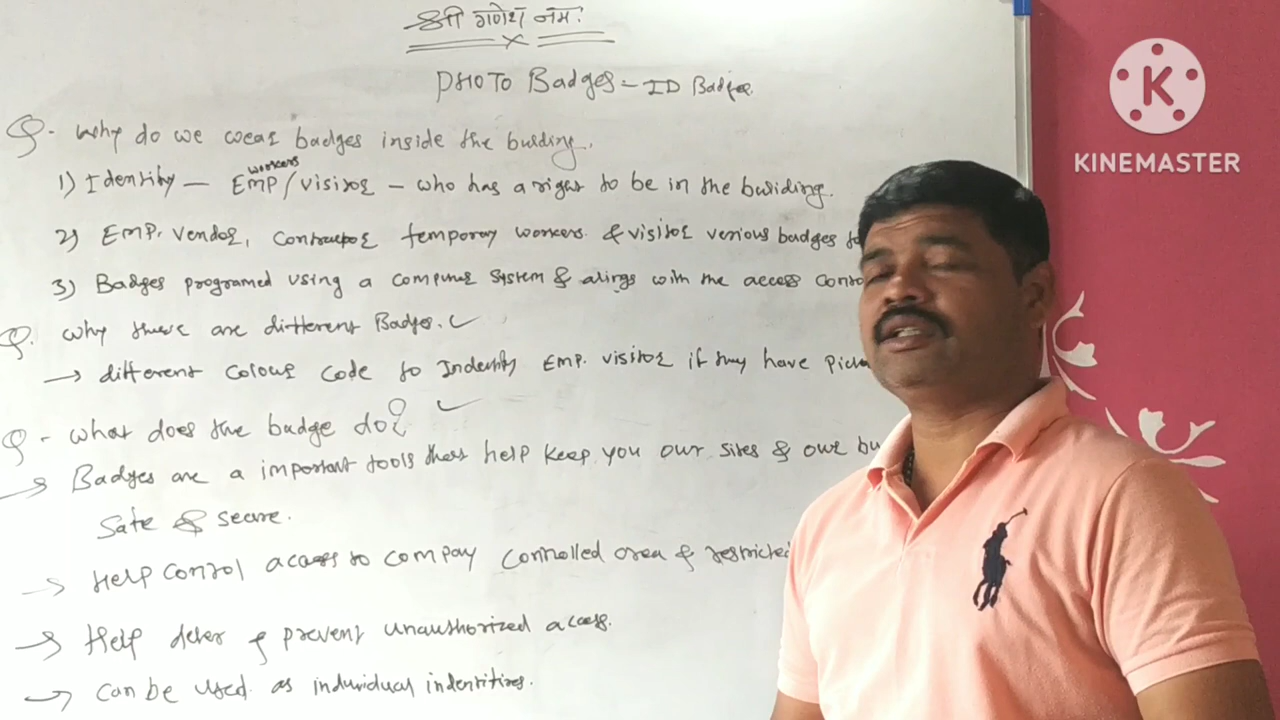 श्री गणेश नमः
PHOTO Badges = ID Badges
Q. Why do we wear badges inside the building.
1) Identity — EMP workers / visitor – who has a right to be in the building.
2) EMP. vendor, Contractor temporary workers & visitor verious badges to
3) Badges programed using a computer system & alings with the access contro
Q. Why there are different Badges.
→ different Colour Code to Indentify Emp. visitor if they have pict
Q - What does the badge do?
→ Badges are a important tools that help keep you our sites & our bu
Safe & secure.
→ Help control access to compay controlled area & restricted
→ Help deter & prevent unauthorized access.
→ can be used as individual indentities.
K
KINEMASTER